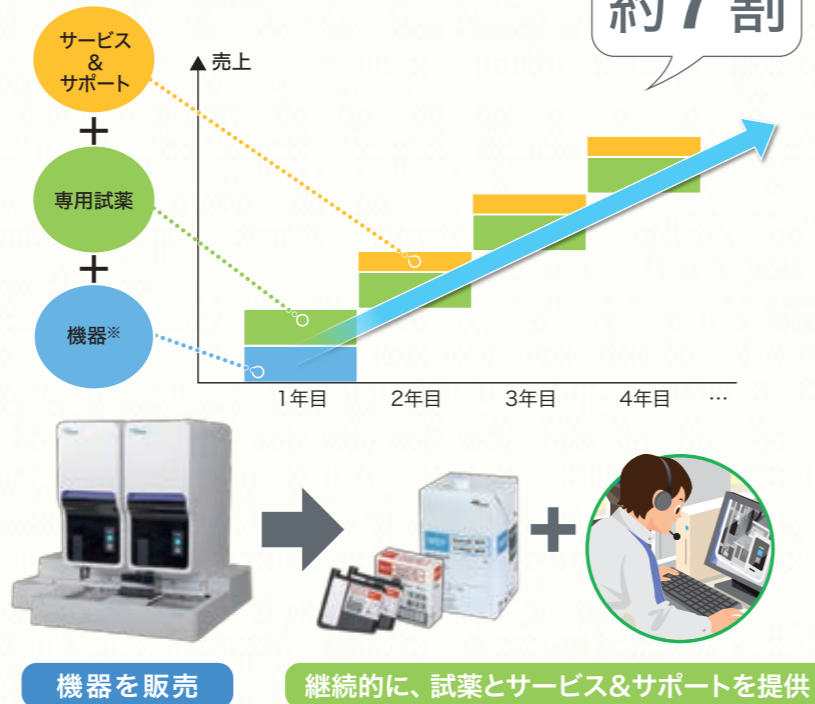 約7割
サービス
&
サポート
売上
+
専用試薬
+
機器※
1年目 2年目 3年目 4年目 …
+
機器を販売
継続的に、試薬とサービス&サポートを提供